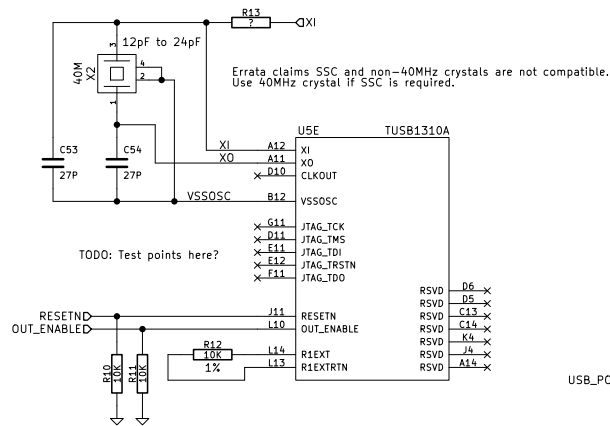 R13
?
XI
12pF to 24pF
3
4
2
1
40M
X2
Errata claims SSC and non-40MHz crystals are not compatible.
Use 40MHz crystal if SSC is required.
U5E
TUSB1310A
C53
27P
C54
27P
XI
A12
XI
XO
A11
XO
D10
CLKOUT
VSSOSC
B12
VSSOSC
G11
JTAG_TCK
D11
JTAG_TMS
E11
JTAG_TDI
E12
JTAG_TRSTN
F11
JTAG_TDO
TODO: Test points here?
RSVD
D6
RSVD
D5
RSVD
C13
RSVD
C14
RSVD
K4
RSVD
J4
RSVD
A14
RESETN
J11
RESETN
OUT_ENABLE
L10
OUT_ENABLE
R12
10K
1%
L14
R1EXT
L13
R1EXTRTN
R10
10K
R11
10K
USB_PO